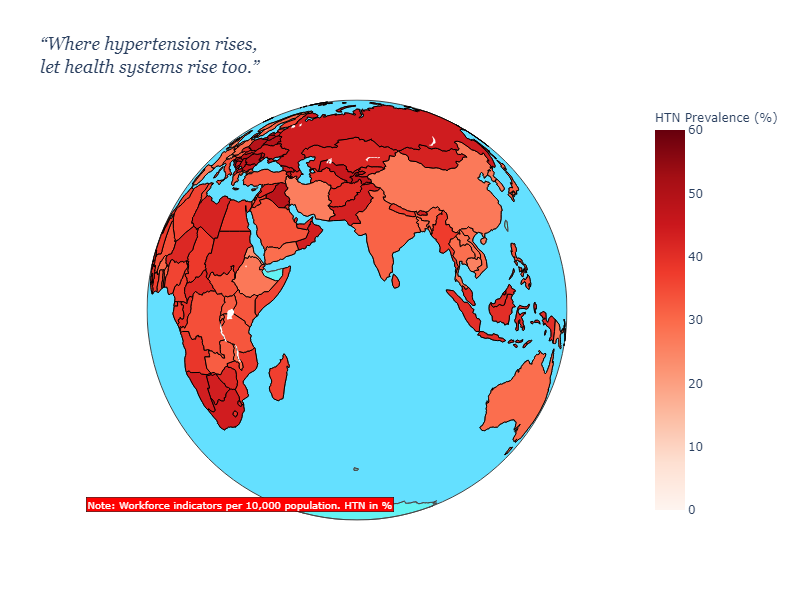 “Where hypertension rises,
let health systems rise too.”
HTN Prevalence (%)
60
50
40
30
20
10
0
Note: Workforce indicators per 10,000 population. HTN in %